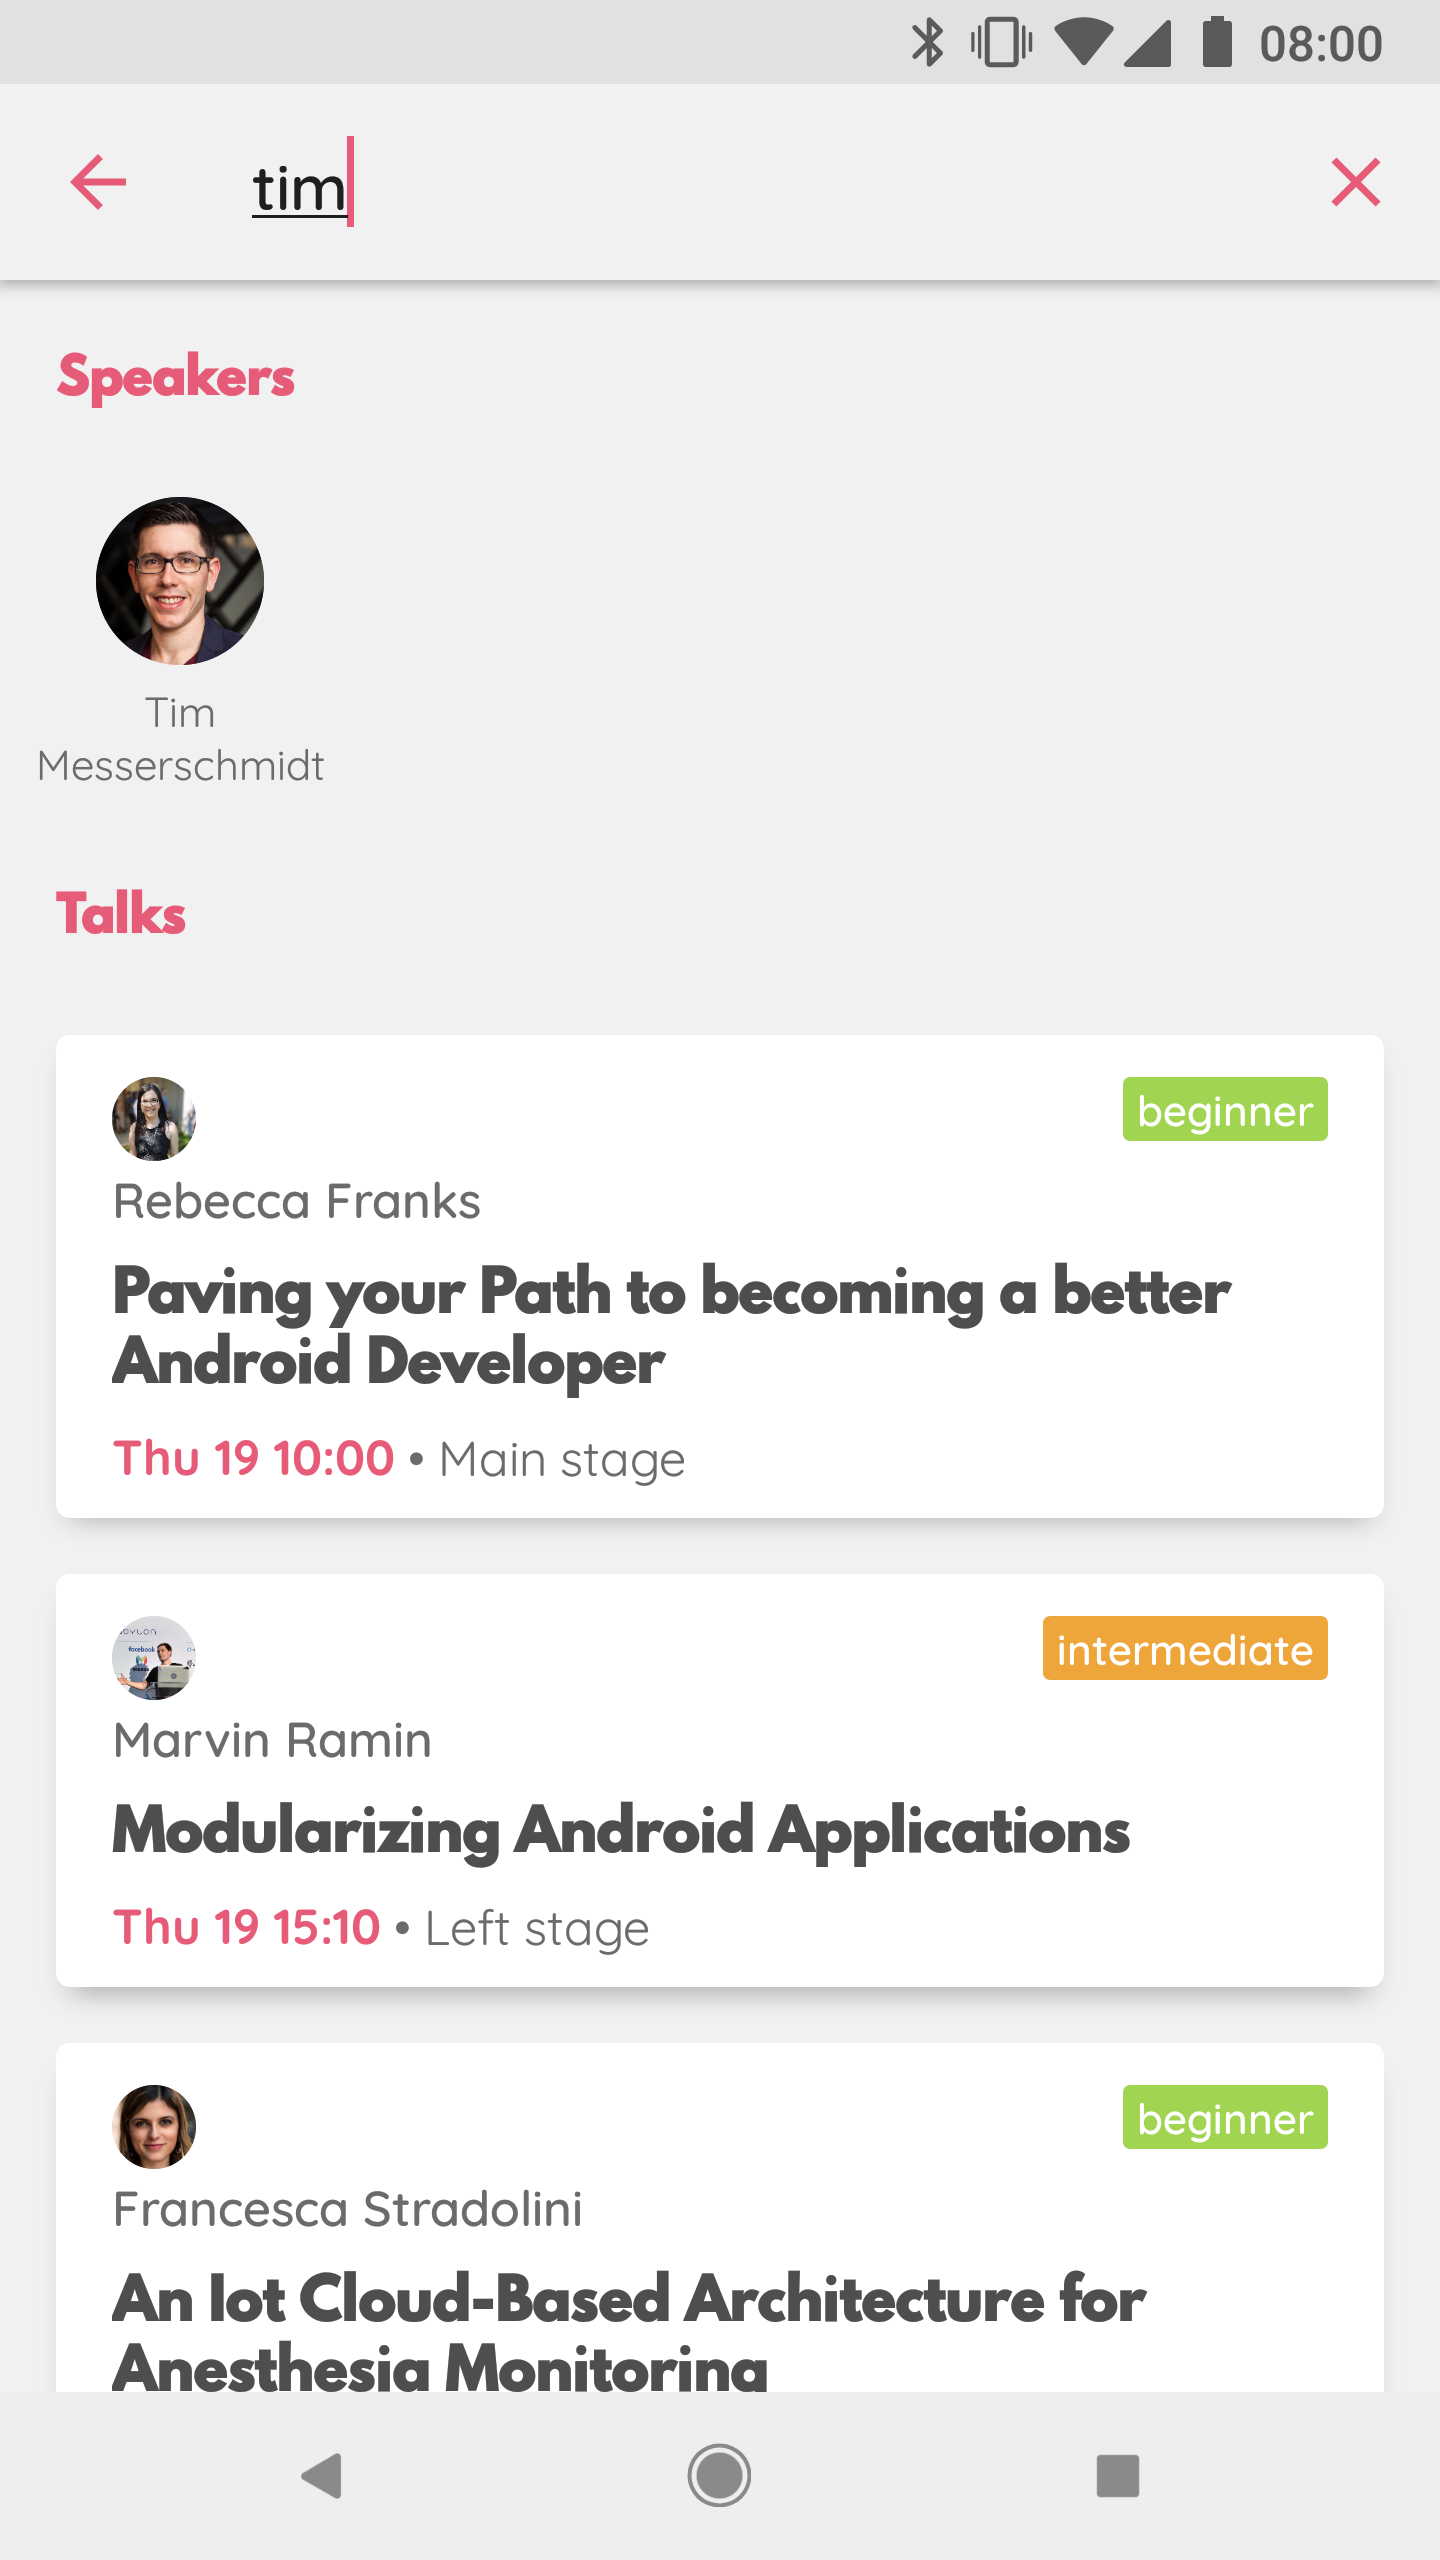 08:00
tim
Speakers
Tim
Messerschmidt
Talks
beginner
Rebecca Franks
Paving your Path to becoming a better
Android Developer
Thu 19 10:00 • Main stage
facebook
intermediate
Marvin Ramin
Modularizing Android Applications
Thu 19 15:10 • Left stage
beginner
Francesca Stradolini
An Iot Cloud-Based Architecture for
Anesthesia Monitoring